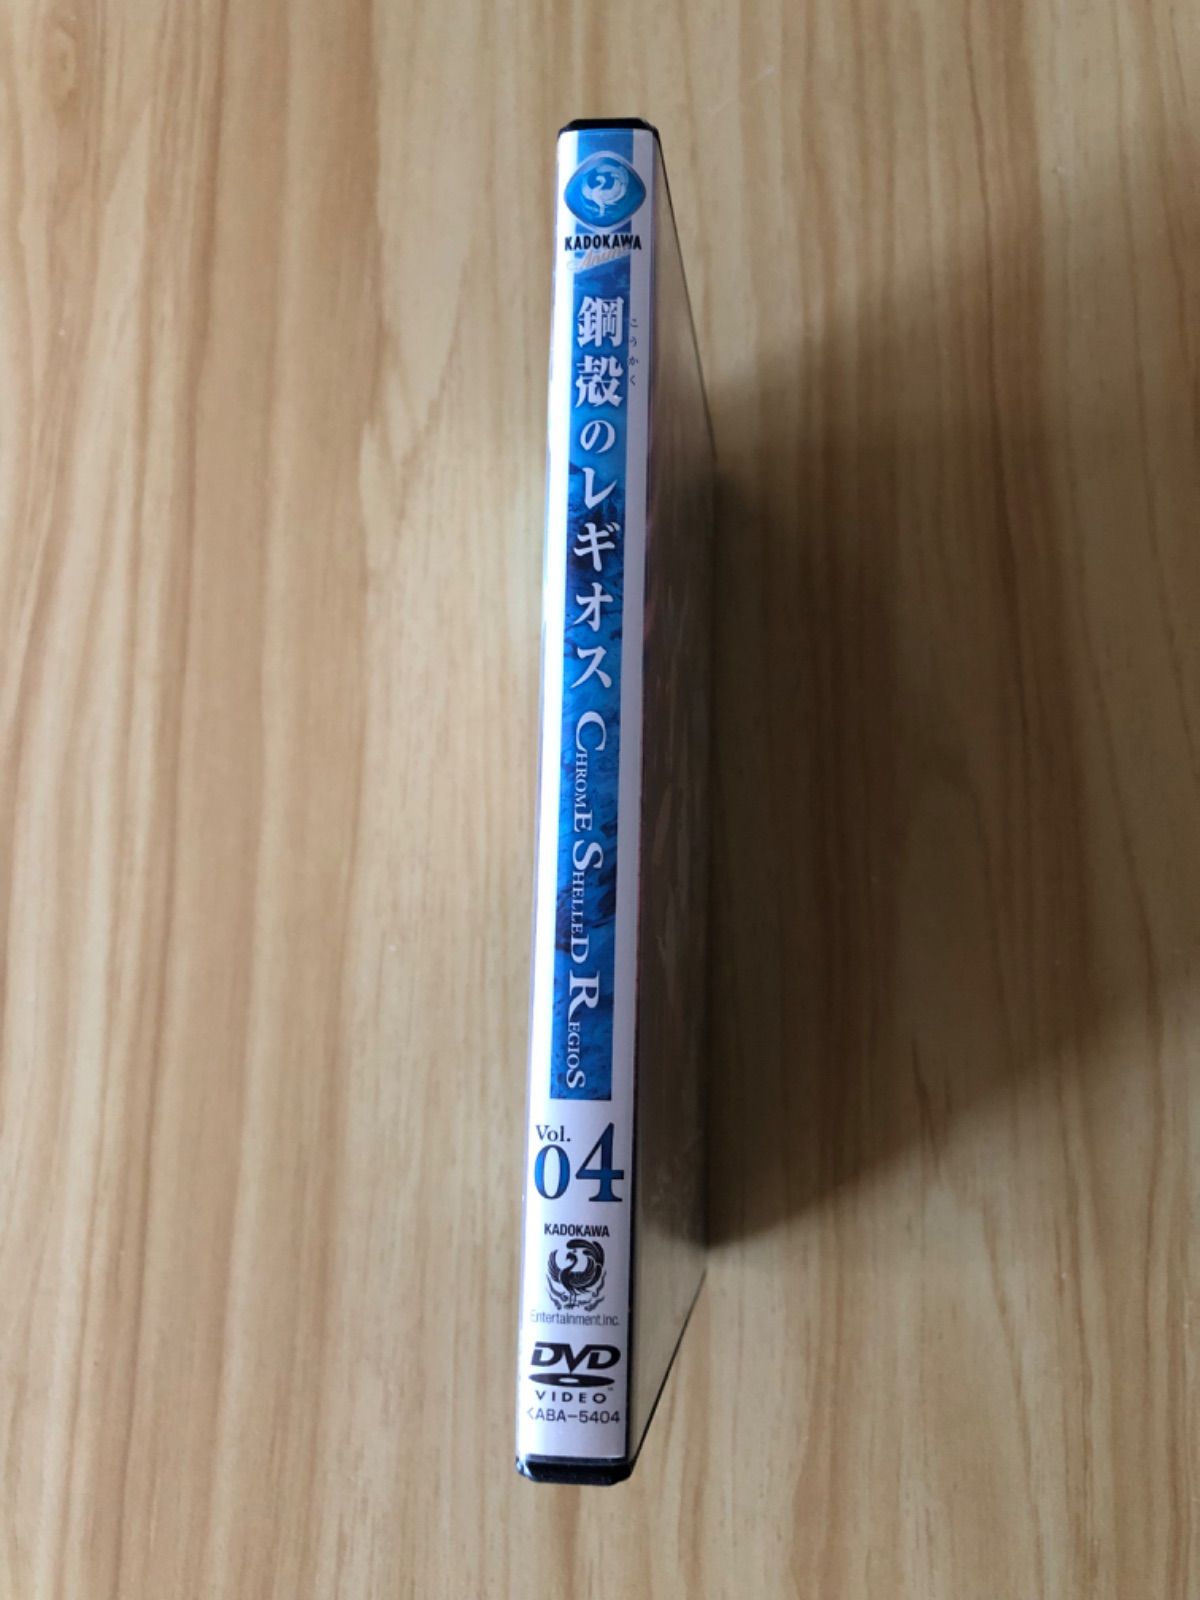 KADOKAWA
Anime
鋼殻のレギオス
こうかく
CHROME SHELLED REGIOS
Vol.
04
KADOKAWA
Entertainment,inc.
DVD
VIDEO
KABA-5404